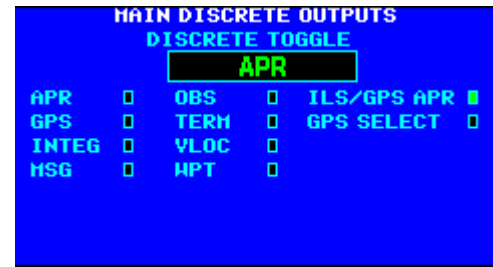 MAIN DISCRETE OUTPUTS
DISCRETE TOGGLE
APR
APR OBS ILS/GPS APR
GPS TERM GPS SELECT
INTEG VLOC
MSG WPT